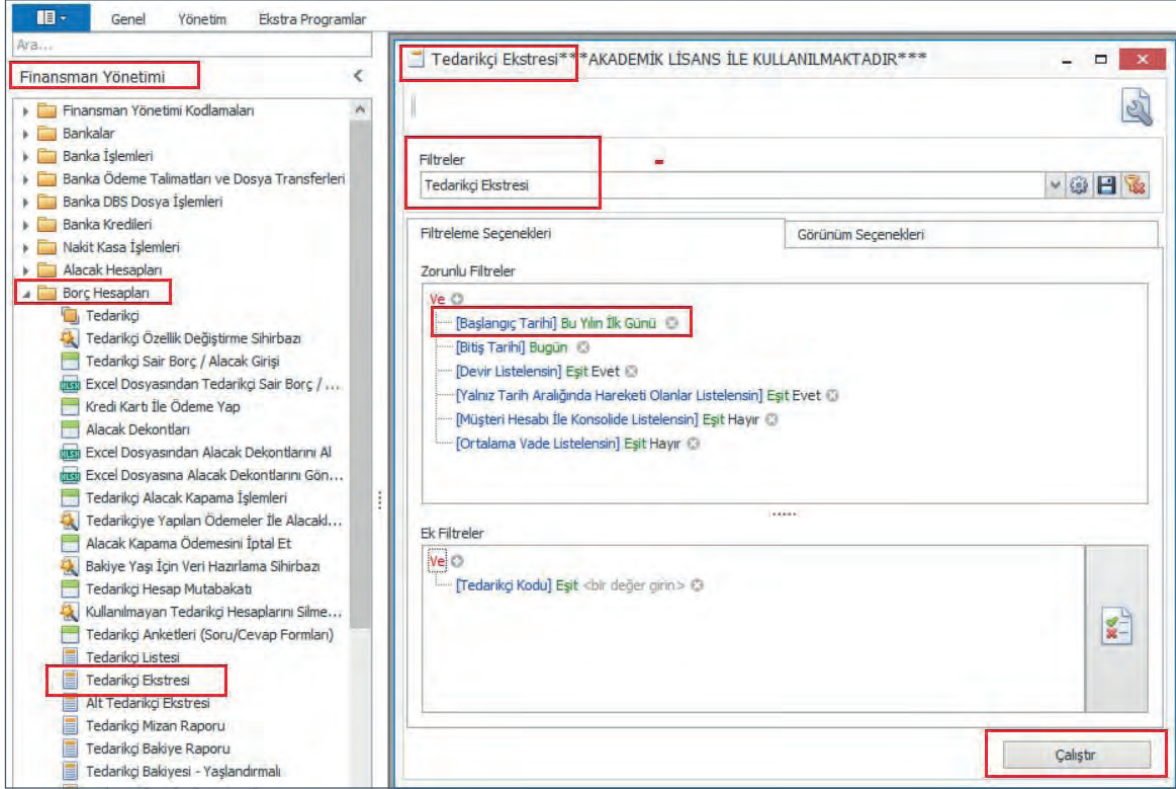 Genel Yönetim Ekstra Programlar
Ara...
Finansman Yönetimi
Finansman Yönetimi Kodlamaları
Bankalar
Banka İşlemleri
Banka Ödeme Talimatları ve Dosya Transferleri
Banka DBS Dosya İşlemleri
Banka Kredileri
Nakit Kasa İşlemleri
Alacak Hesapları
Borç Hesapları
Tedarikçi
Tedarikçi Özellik Değiştirme Sihirbazı
Tedarikçi Sair Borç / Alacak Girişi
Excel Dosyasından Tedarikçi Sair Borç / ...
Kredi Kartı İle Ödeme Yap
Alacak Dekontları
Excel Dosyasından Alacak Dekontlarını Al
Excel Dosyasına Alacak Dekontlarını Gön...
Tedarikçi Alacak Kapama İşlemleri
Tedarikçiye Yapılan Ödemeler İle Alacakl...
Alacak Kapama Ödemesini İptal Et
Bakiye Yaşı İçin Veri Hazırlama Sihirbazı
Tedarikçi Hesap Mutabakatı
Kullanılmayan Tedarikçi Hesaplarını Silme...
Tedarikçi Anketleri (Soru/Cevap Formları)
Tedarikçi Listesi
Tedarikçi Ekstresi
Alt Tedarikçi Ekstresi
Tedarikçi Mizan Raporu
Tedarikçi Bakiye Raporu
Tedarikçi Bakiyesi - Yaşlandırmalı
Tedarikçi Ekstresi***AKADEMİK LİSANS İLE KULLANILMAKTADIR***
Filtreler
Tedarikçi Ekstresi
Filtreleme Seçenekleri
Görünüm Seçenekleri
Zorunlu Filtreler
Ve
[Başlangıç Tarihi] Bu Yılın İlk Günü
[Bitiş Tarihi] Bugün
[Devir Listelensin] Eşit Evet
[Yalnız Tarih Aralığında Hareketi Olanlar Listelensin] Eşit Evet
[Müşteri Hesabı İle Konsolide Listelensin] Eşit Hayır
[Ortalama Vade Listelensin] Eşit Hayır
Ek Filtreler
Ve
[Tedarikçi Kodu] Eşit <bir değer girin>
Çalıştır